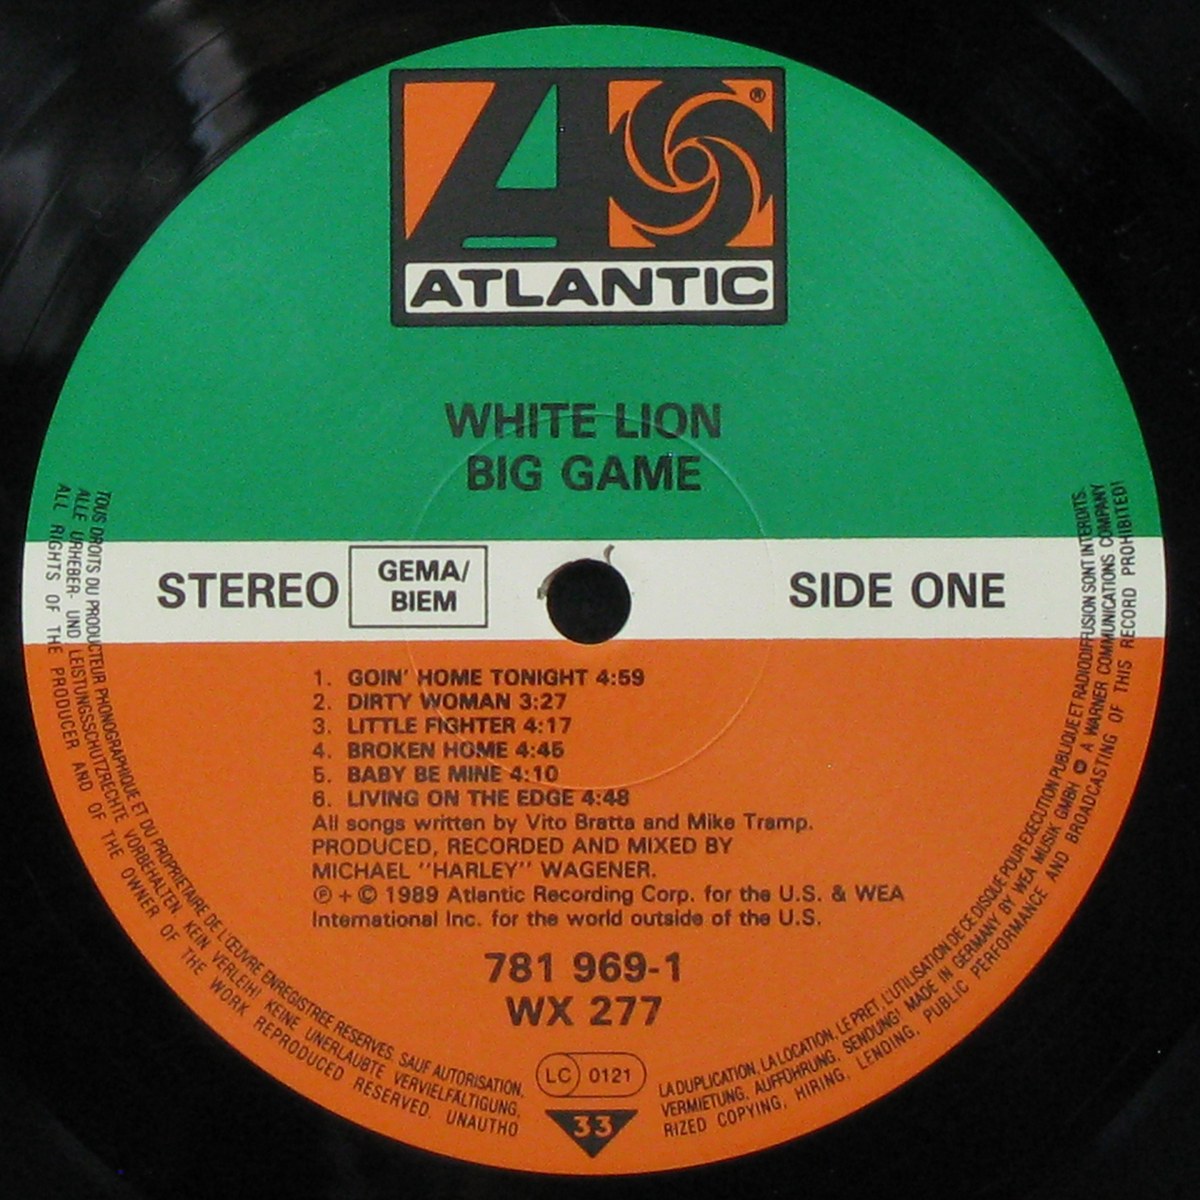 ®
ATLANTIC
WHITE LION
BIG GAME
STEREO
GEMA/
BIEM
SIDE ONE
1. GOIN' HOME TONIGHT 4:59
2. DIRTY WOMAN 3:27
3. LITTLE FIGHTER 4:17
4. BROKEN HOME 4:45
5. BABY BE MINE 4:10
6. LIVING ON THE EDGE 4:48
All songs written by Vito Bratta and Mike Tramp.
PRODUCED, RECORDED AND MIXED BY
MICHAEL "HARLEY" WAGENER.
℗ + © 1989 Atlantic Recording Corp. for the U.S. & WEA
International Inc. for the world outside of the U.S.
781 969-1
WX 277
LC 0121
33
TOUS DROITS DU PRODUCTEUR PHONOGRAPHIQUE ET DU PROPRIETAIRE DE L'ŒUVRE ENREGISTREE RESERVES. SAUF AUTORISATION, LA DUPLICATION, LA LOCATION, LE PRET, L'UTILISATION DE CE DISQUE POUR EXECUTION PUBLIQUE ET RADIODIFFUSION SONT INTERDITS.
ALLE URHEBER- UND LEISTUNGSSCHUTZRECHTE VORBEHALTEN. KEIN VERLEIH! KEINE UNERLAUBTE VERVIELFÄLTIGUNG, VERMIETUNG, AUFFÜHRUNG, SENDUNG! MADE IN GERMANY BY WEA MUSIK GMBH A WARNER COMMUNICATIONS COMPANY
ALL RIGHTS OF THE PRODUCER AND OF THE OWNER OF THE WORK REPRODUCED RESERVED. UNAUTHORIZED COPYING, HIRING, LENDING, PUBLIC PERFORMANCE AND BROADCASTING OF THIS RECORD PROHIBITED!